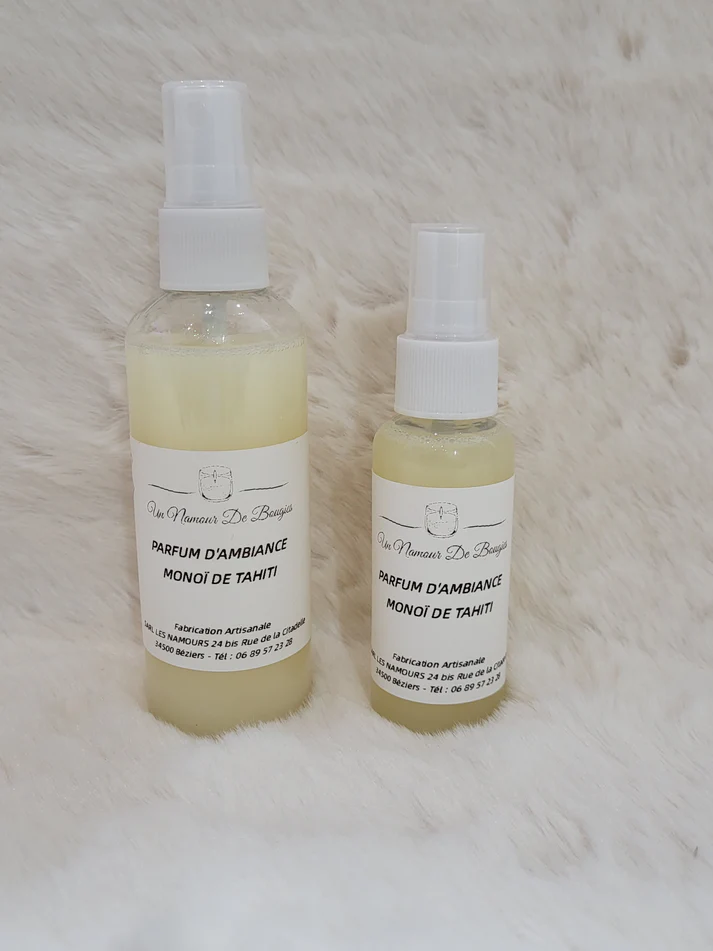 Un Namour De Bougies
PARFUM D'AMBIANCE
MONOÏ DE TAHITI
Fabrication Artisanale
SARL LES NAMOURS 24 bis Rue de la Citadelle
34500 Béziers - Tél : 06 89 57 23 28
Un Namour De Bougies
PARFUM D'AMBIANCE
MONOÏ DE TAHITI
Fabrication Artisanale
LES NAMOURS 24 bis Rue de la
34500 Béziers - Tél : 06 89 57 23 28